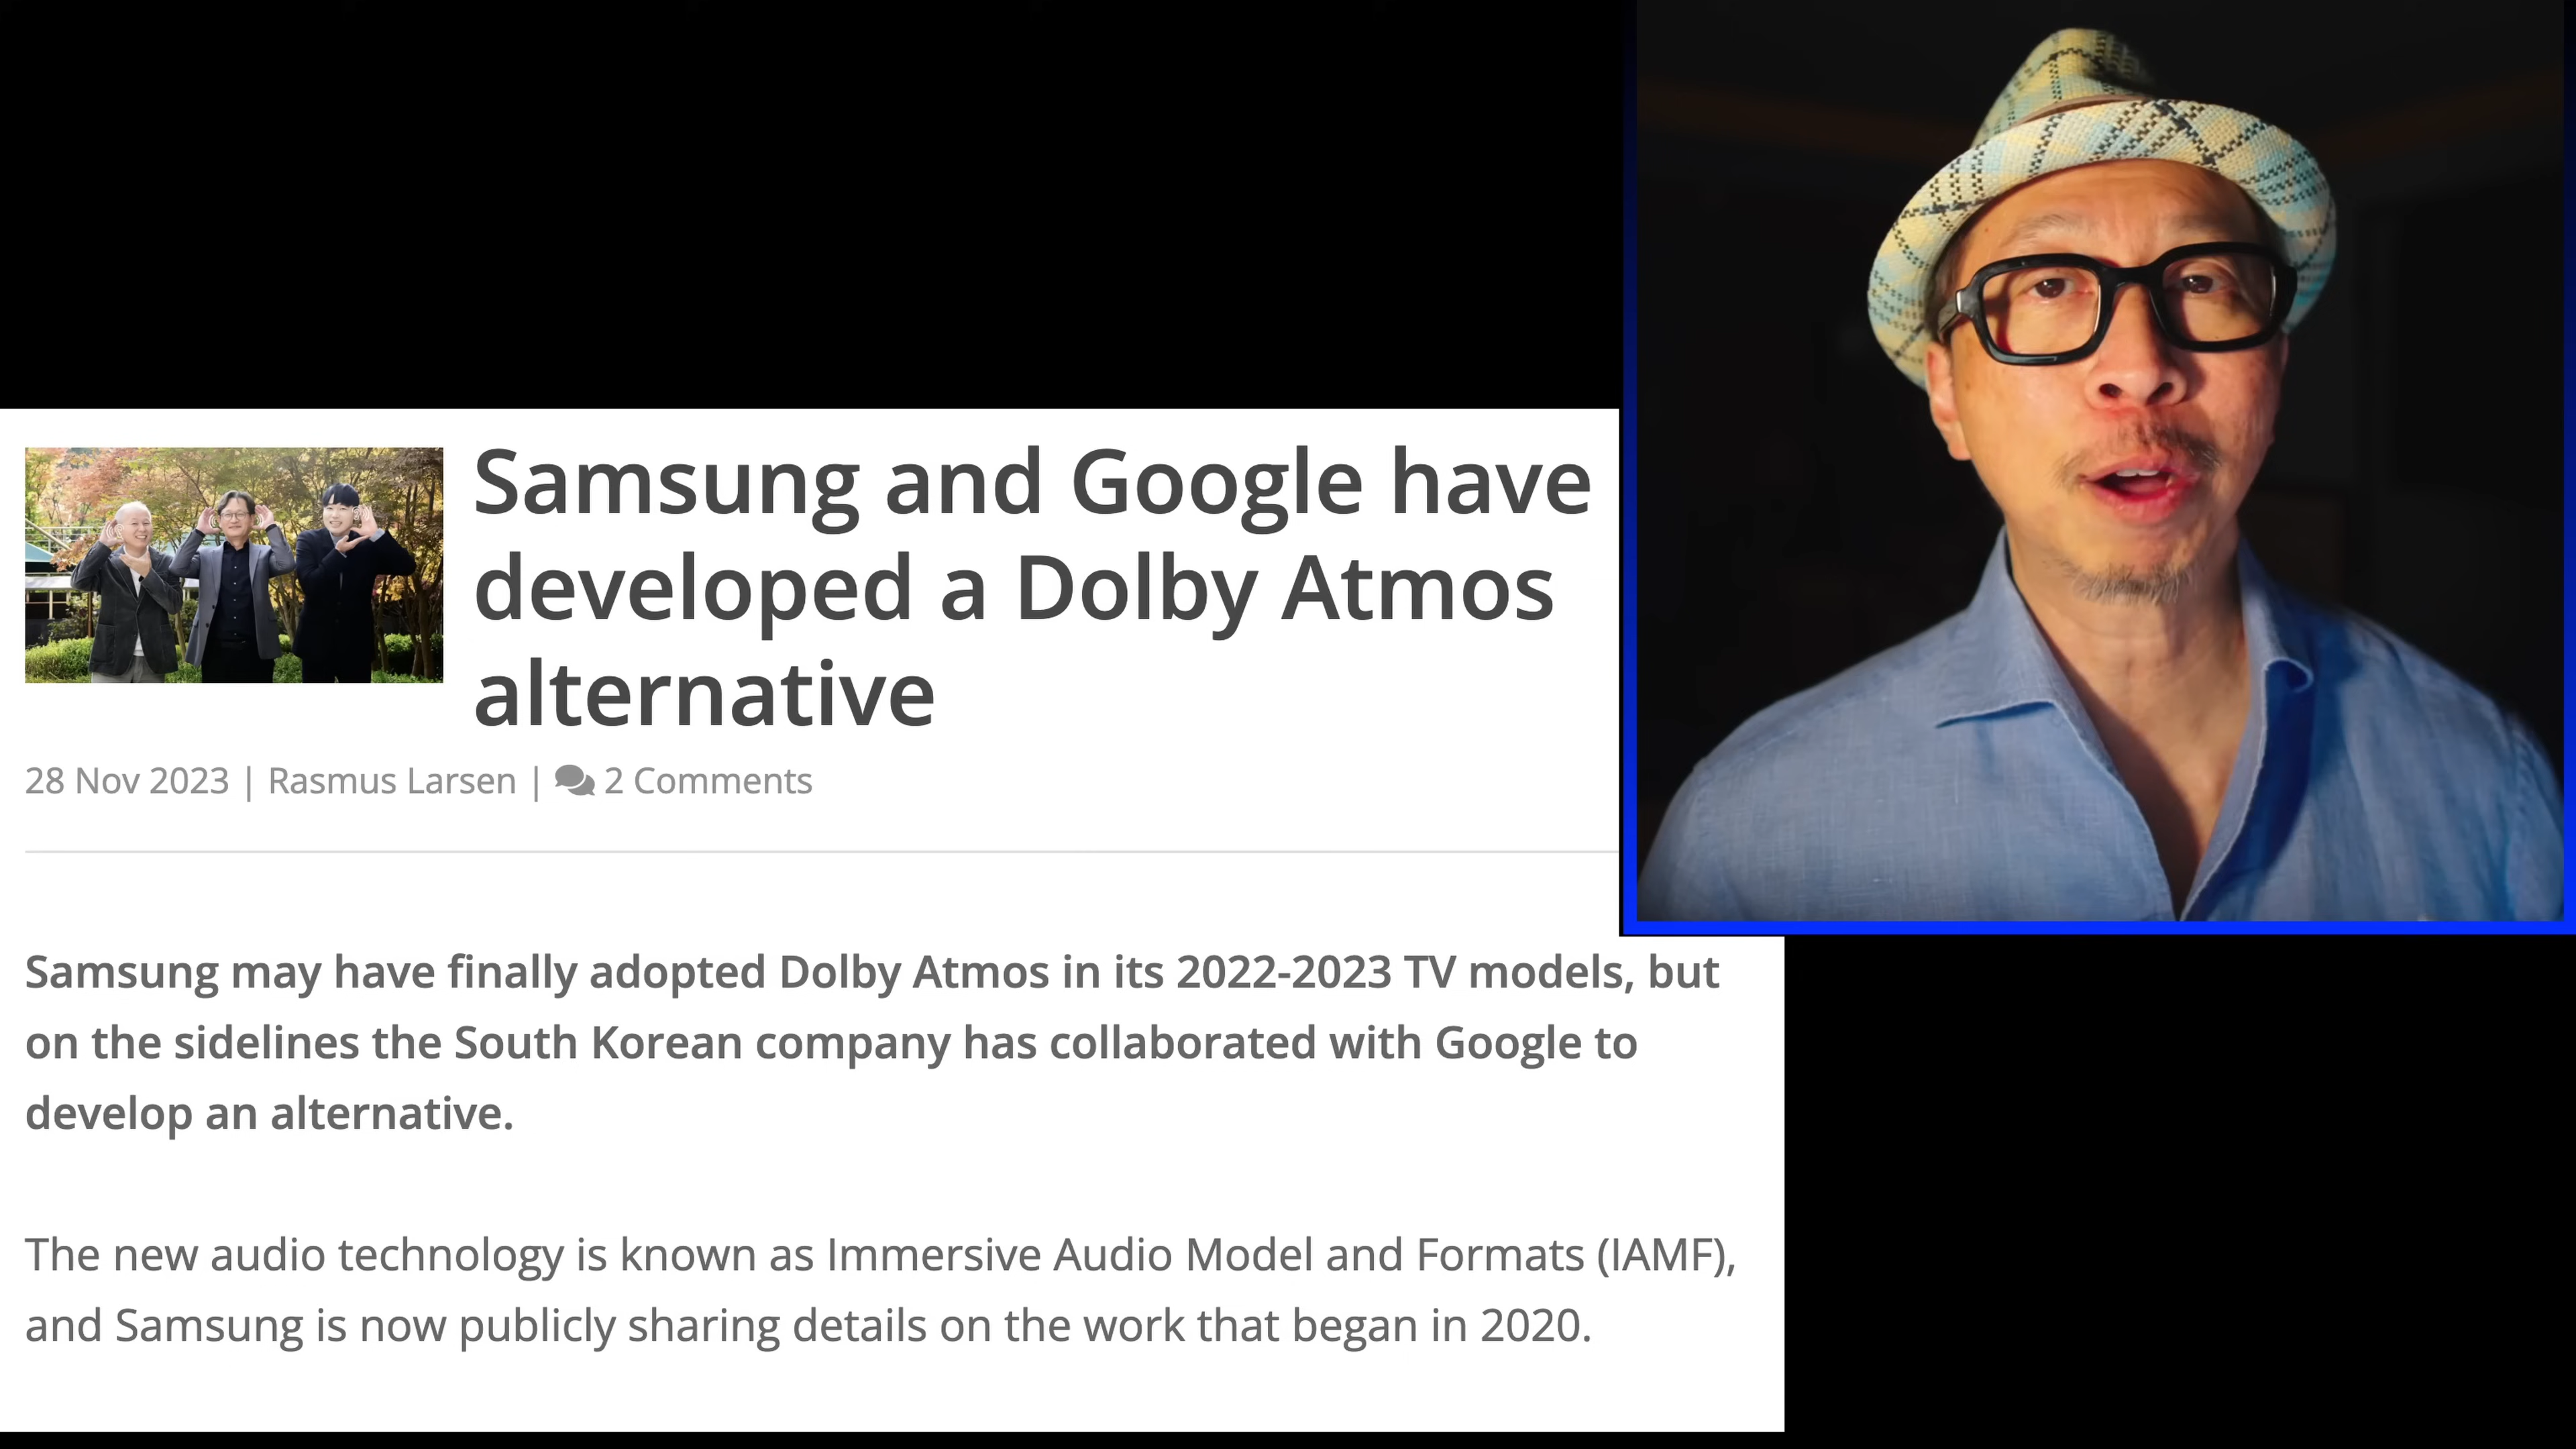 Samsung and Google have
developed a Dolby Atmos
alternative
28 Nov 2023 | Rasmus Larsen | 2 Comments
Samsung may have finally adopted Dolby Atmos in its 2022-2023 TV models, but
on the sidelines the South Korean company has collaborated with Google to
develop an alternative.
The new audio technology is known as Immersive Audio Model and Formats (IAMF),
and Samsung is now publicly sharing details on the work that began in 2020.